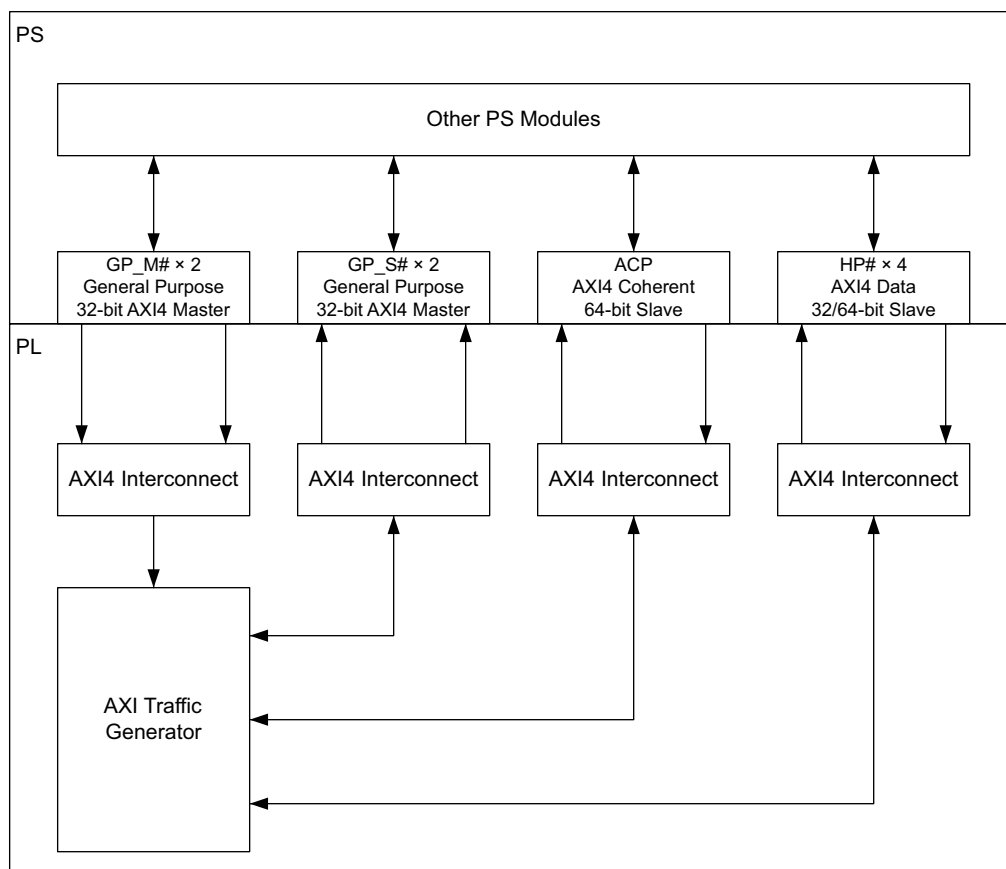 PS
Other PS Modules
GP_M# × 2
General Purpose
32-bit AXI4 Master
GP_S# × 2
General Purpose
32-bit AXI4 Master
ACP
AXI4 Coherent
64-bit Slave
HP# × 4
AXI4 Data
32/64-bit Slave
PL
AXI4 Interconnect
AXI4 Interconnect
AXI4 Interconnect
AXI4 Interconnect
AXI Traffic
Generator